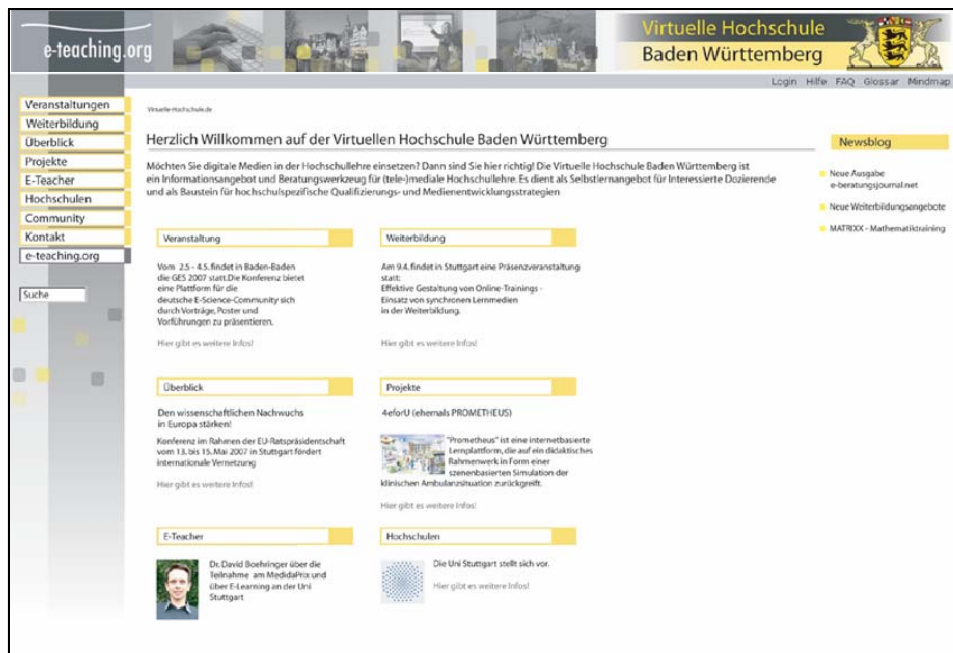 e-teaching.org
Virtuelle Hochschule
Baden Württemberg
Login Hilfe FAQ Glossar Mindmap
Veranstaltungen
Weiterbildung
Überblick
Projekte
E-Teacher
Hochschulen
Community
Kontakt
e-teaching.org
Suche
Virtuelle-Hochschule.de
Herzlich Willkommen auf der Virtuellen Hochschule Baden Württemberg
Möchten Sie digitale Medien in der Hochschullehre einsetzen? Dann sind Sie hier richtig! Die Virtuelle Hochschule Baden Württemberg ist
ein Informationsangebot und Beratungswerkzeug für (tele-)mediale Hochschullehre. Es dient als Selbstlernangebot für Interessierte Dozierende
und als Baustein für hochschulspezifische Qualifizierungs- und Medienentwicklungsstrategien
Veranstaltung
Vom 2.5 - 4.5. findet in Baden-Baden
die GES 2007 statt. Die Konferenz bietet
eine Plattform für die
deutsche E-Science-Community sich
durch Vorträge, Poster und
Vorführungen zu präsentieren.
Hier gibt es weitere Infos!
Weiterbildung
Am 9.4. findet in Stuttgart eine Präsenzveranstaltung
statt:
Effektive Gestaltung von Online-Trainings -
Einsatz von synchronen Lernmedien
in der Weiterbildung.
Hier gibt es weitere Infos!
Überblick
Den wissenschaftlichen Nachwuchs
in Europa stärken!
Konferenz im Rahmen der EU-Ratspräsidentschaft
vom 13. bis 15. Mai 2007 in Stuttgart fördert
internationale Vernetzung
Hier gibt es weitere Infos!
Projekte
4-eforU (ehemals PROMETHEUS)
"Prometheus" ist eine internetbasierte
Lernplattform, die auf ein didaktisches
Rahmenwerk in Form einer
szenenbasierten Simulation der
klinischen Ambulanzsituation zurückgreift.
Hier gibt es weitere Infos!
E-Teacher
Dr. David Boehringer über die
Teilnahme am MedidaPrix und
über E-Learning an der Uni
Stuttgart
Hochschulen
Die Uni Stuttgart stellt sich vor.
Hier gibt es weitere Infos!
Newsblog
Neue Ausgabe
e-beratungsjournal.net
Neue Weiterbildungsangebote
MATRIXX - Mathematiktraining